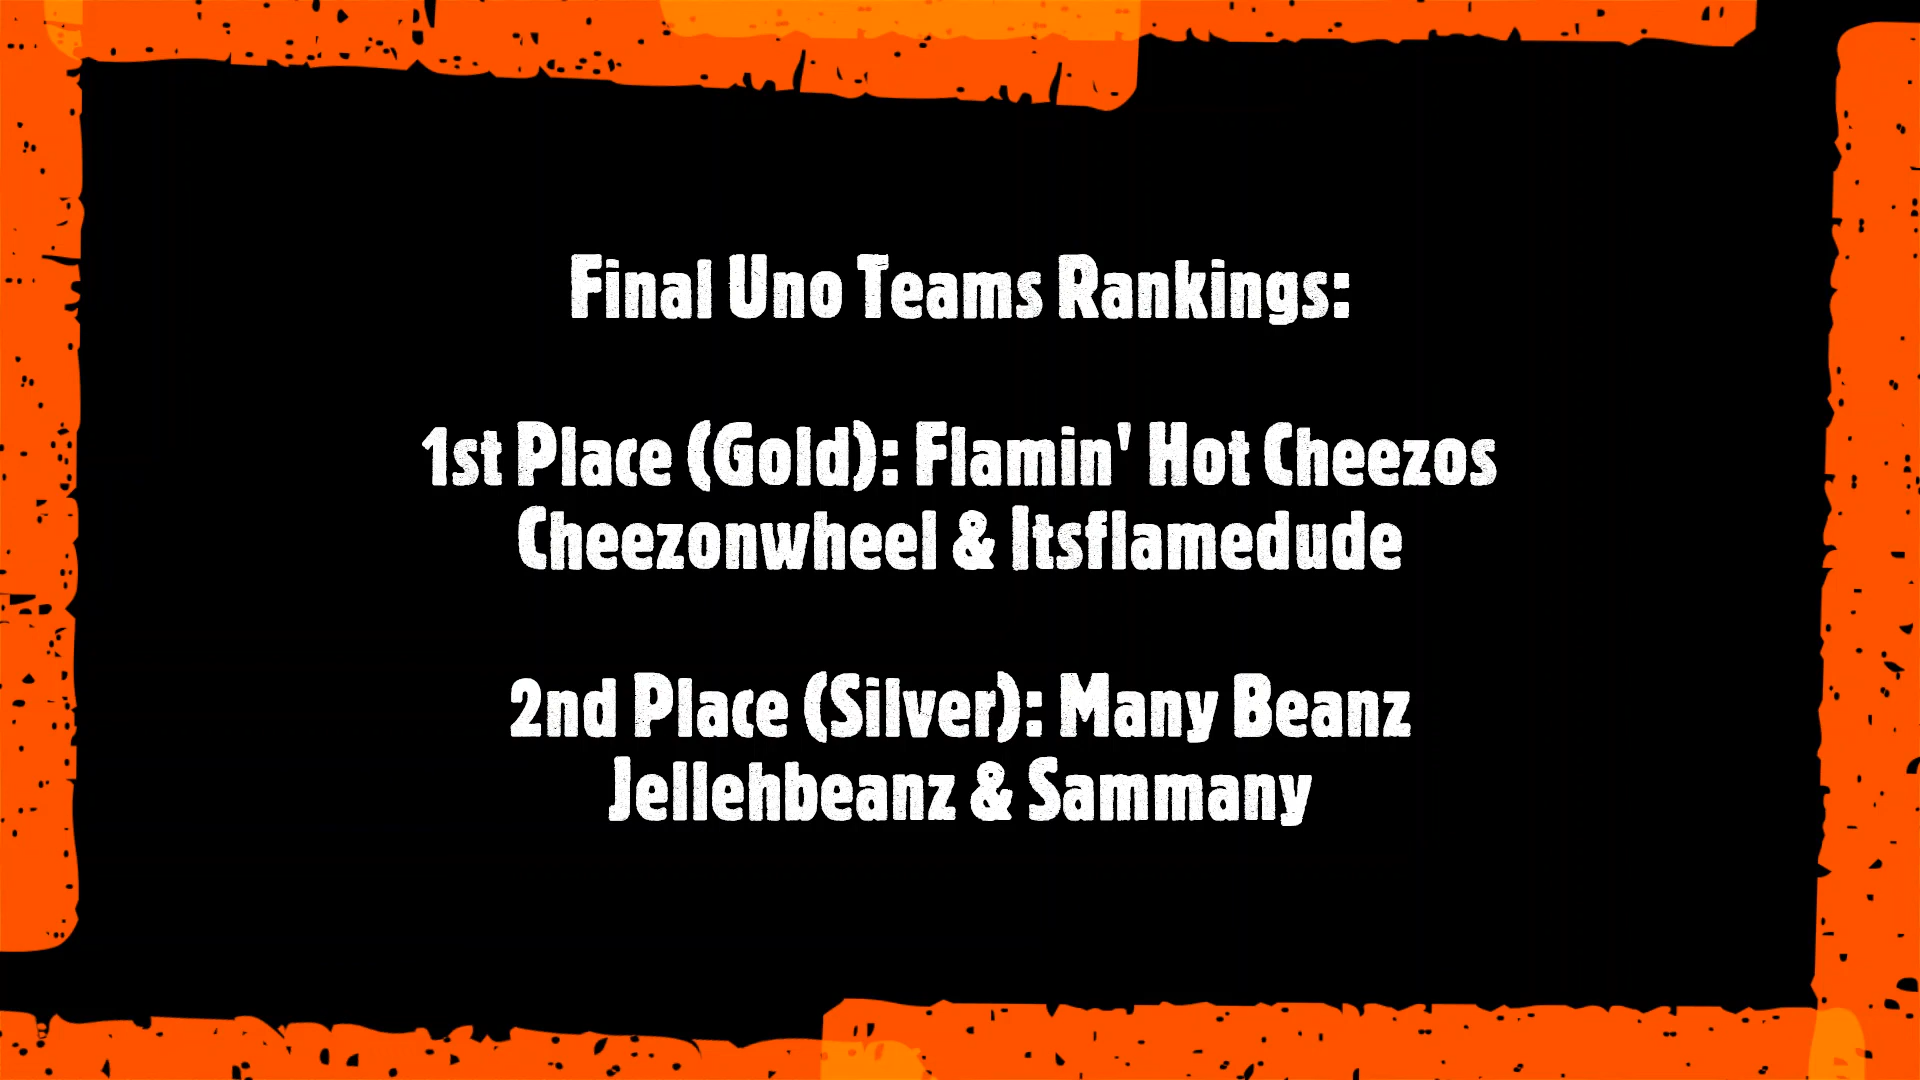 Final Uno Teams Rankings:
1st Place (Gold): Flamin' Hot Cheezos
Cheezonwheel & Itsflamedude
2nd Place (Silver): Many Beanz
Jellehbeanz & Sammany